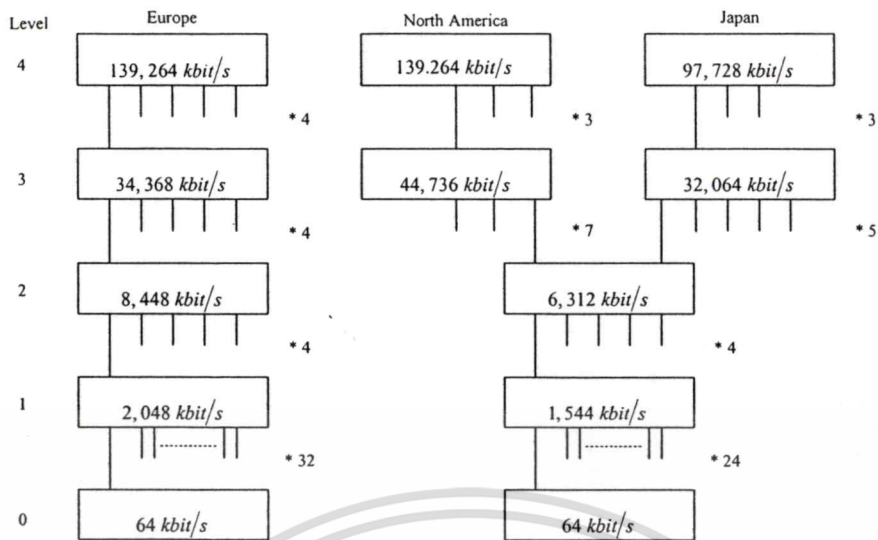 Level Europe North America Japan
4 139,264 kbit/s 139.264 kbit/s 97,728 kbit/s
* 4 * 3 * 3
3 34,368 kbit/s 44,736 kbit/s 32,064 kbit/s
* 4 * 7 * 5
2 8,448 kbit/s 6,312 kbit/s
* 4 * 4
1 2,048 kbit/s 1,544 kbit/s
* 32 * 24
0 64 kbit/s 64 kbit/s